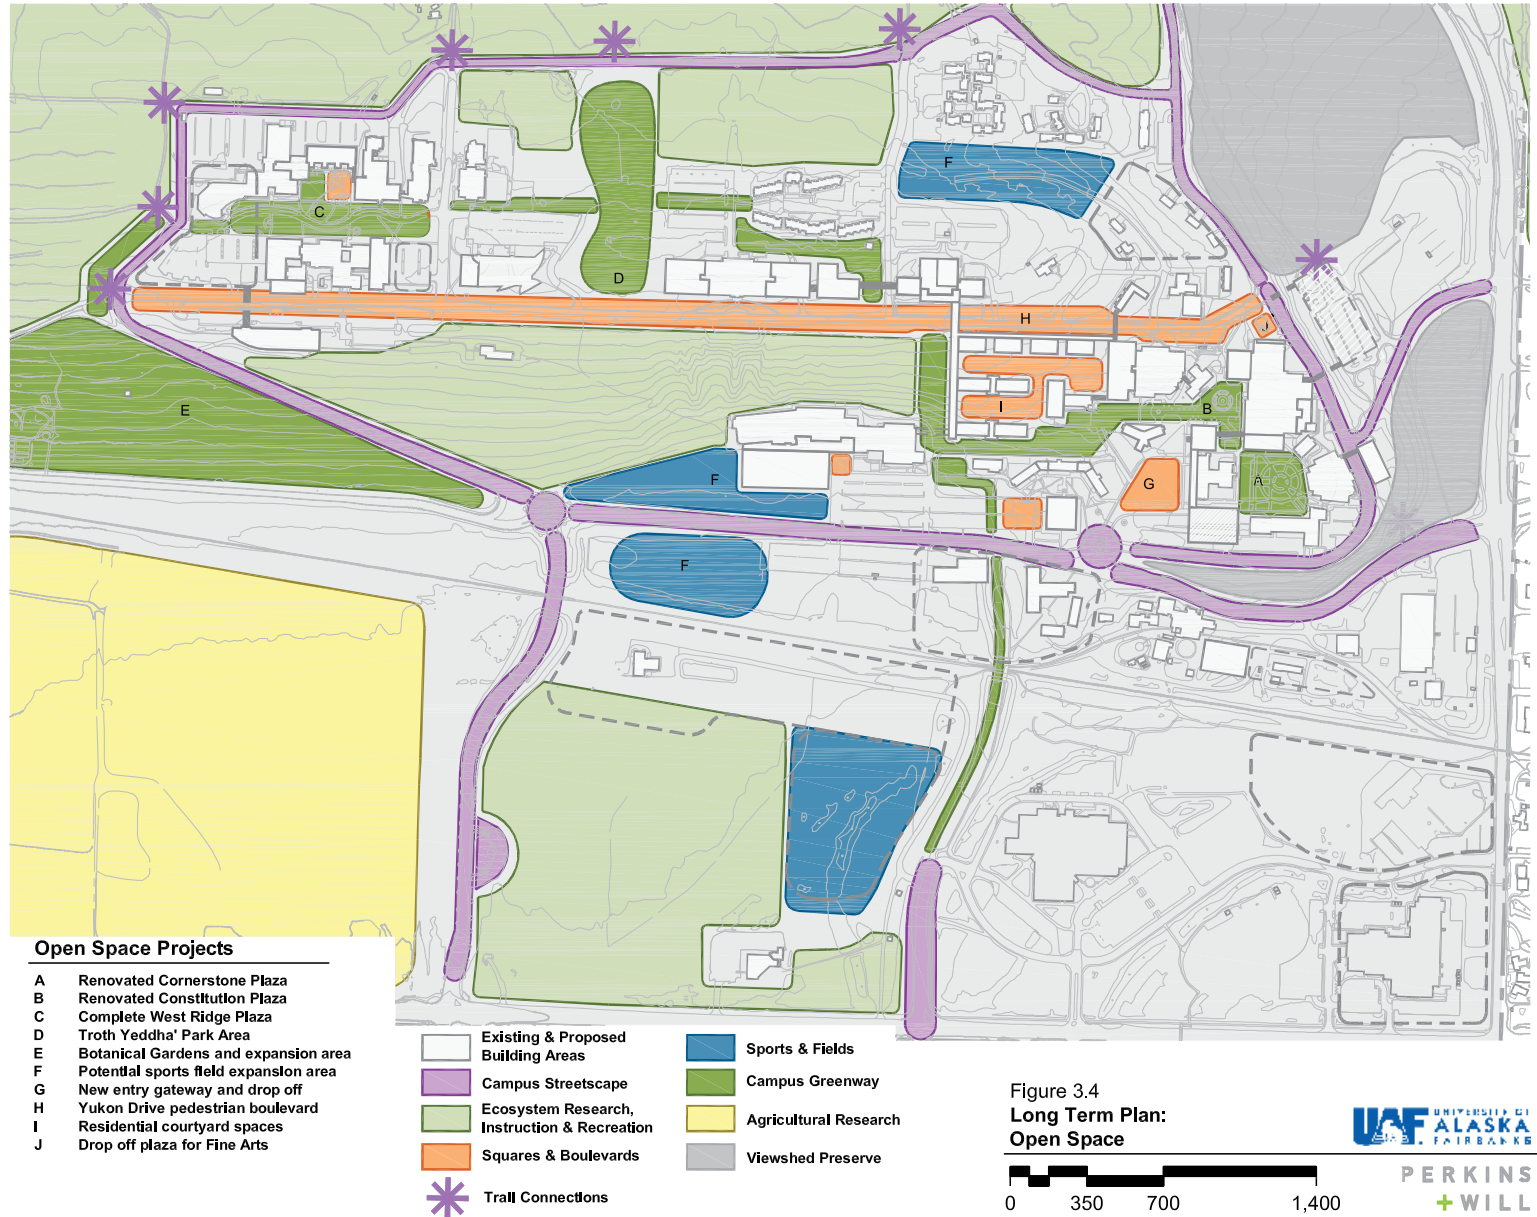 F
C
D
H
J
I
B
E
F
G
A
F
Open Space Projects
A Renovated Cornerstone Plaza
B Renovated Constitution Plaza
C Complete West Ridge Plaza
D Troth Yeddha' Park Area
E Botanical Gardens and expansion area
F Potential sports field expansion area
G New entry gateway and drop off
H Yukon Drive pedestrian boulevard
I Residential courtyard spaces
J Drop off plaza for Fine Arts
Existing & Proposed
Building Areas
Campus Streetscape
Ecosystem Research,
Instruction & Recreation
Squares & Boulevards
Trail Connections
Sports & Fields
Campus Greenway
Agricultural Research
Viewshed Preserve
Figure 3.4
Long Term Plan:
Open Space
0 350 700 1,400
UAF
UNIVERSITY OF
ALASKA
FAIRBANKS
PERKINS
+WILL